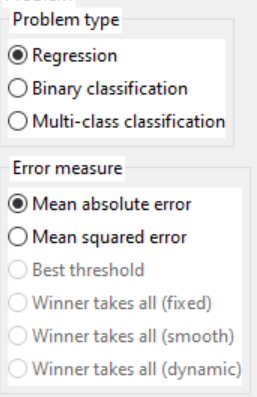 Problem type
Regression
Binary classification
Multi-class classification
Error measure
Mean absolute error
Mean squared error
Best threshold
Winner takes all (fixed)
Winner takes all (smooth)
Winner takes all (dynamic)